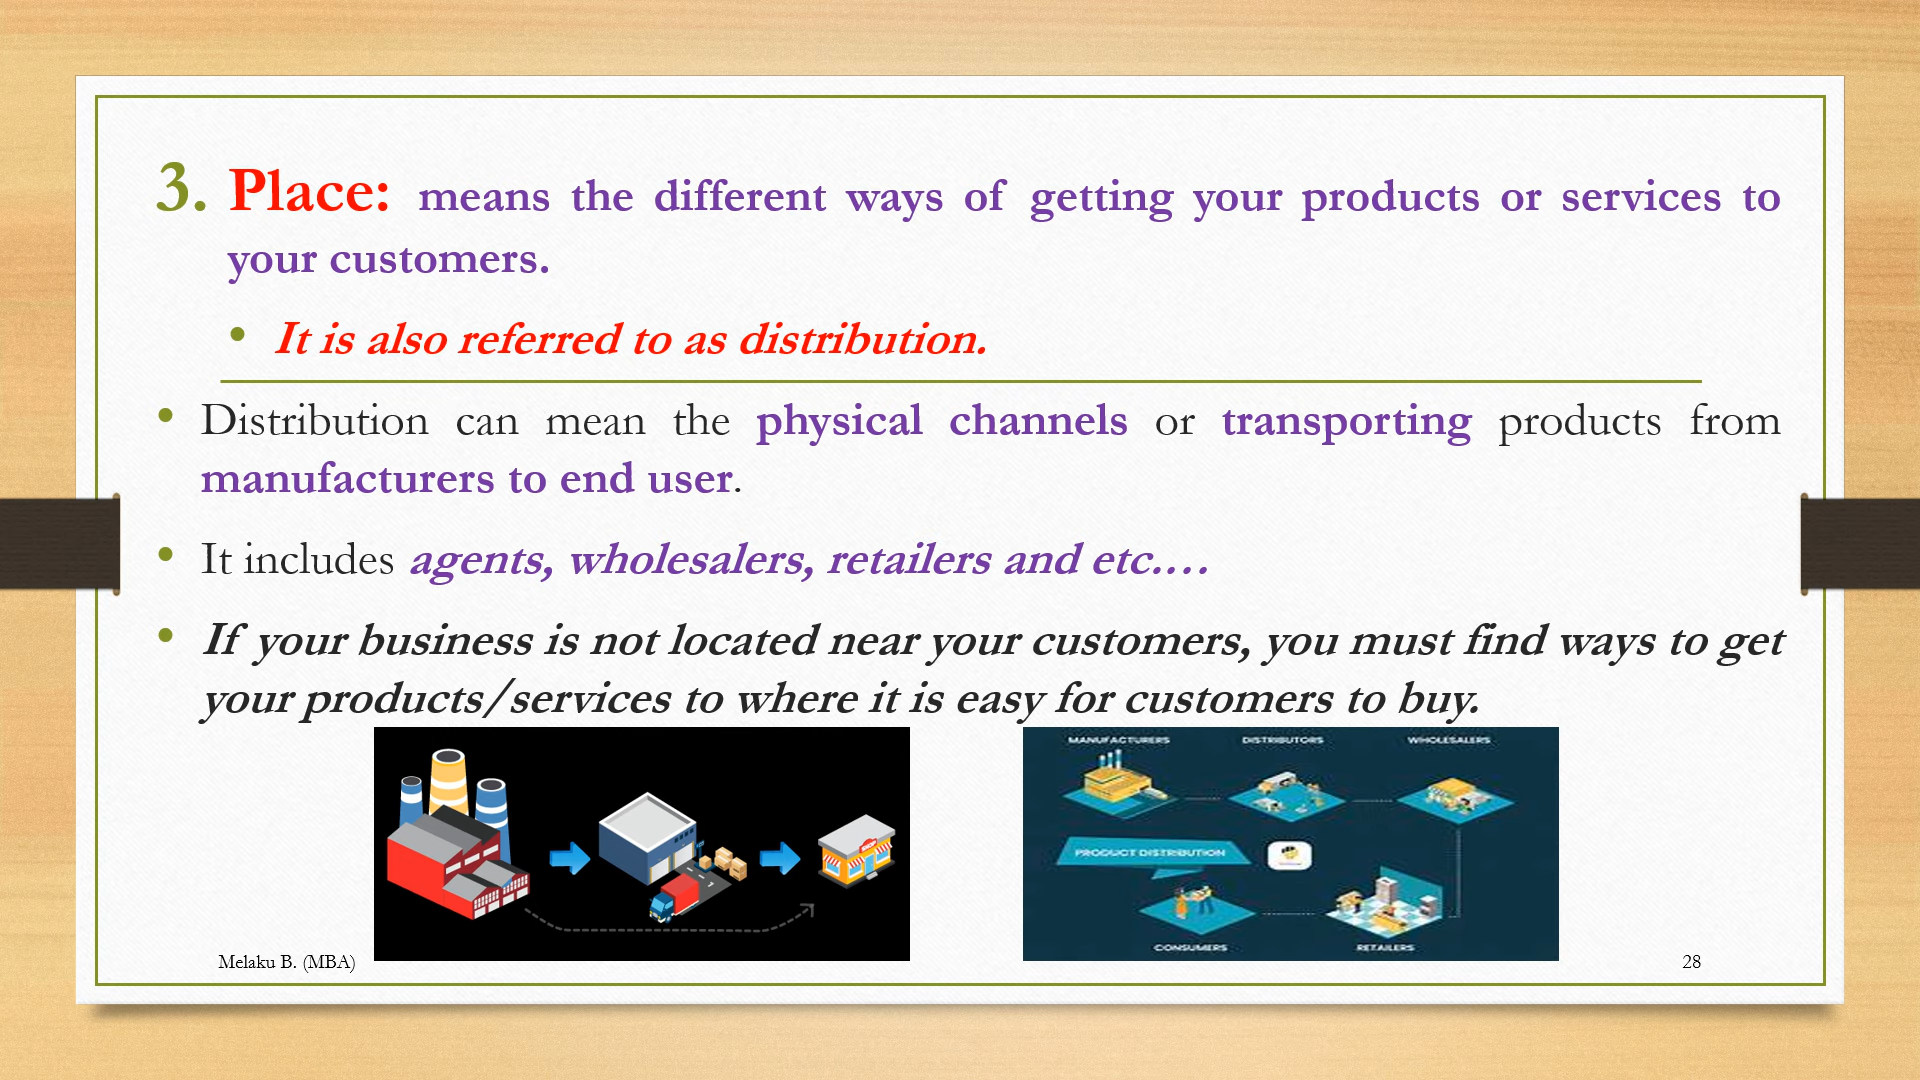 3. Place: means the different ways of getting your products or services to
your customers.
• It is also referred to as distribution.
• Distribution can mean the physical channels or transporting products from
manufacturers to end user.
• It includes agents, wholesalers, retailers and etc.…
• If your business is not located near your customers, you must find ways to get
your products/services to where it is easy for customers to buy.
SHOP
MANUFACTURERS DISTRIBUTORS WHOLESALERS
PRODUCT DISTRIBUTION
CONSUMERS RETAILERS
Melaku B. (MBA)
28